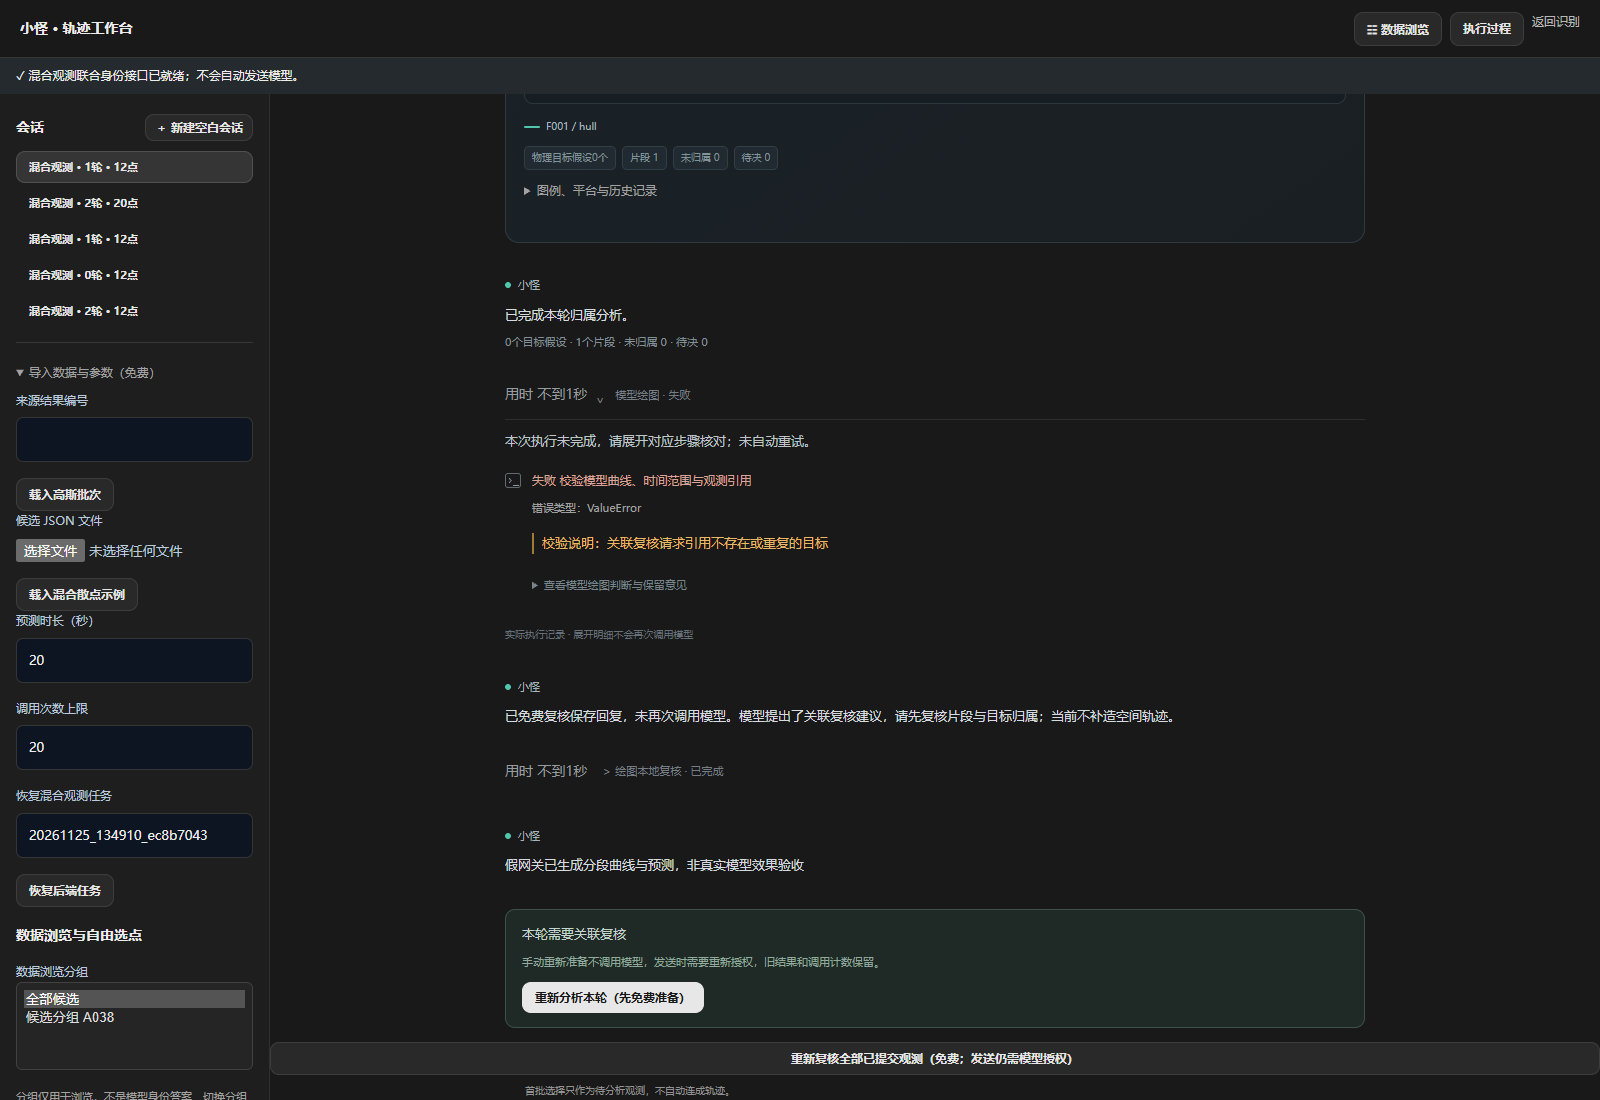 小怪 • 轨迹工作台
☷ 数据浏览
执行过程
返回识别
✓ 混合观测联合身份接口已就绪；不会自动发送模型。
会话
＋ 新建空白会话
混合观测 • 1轮 • 12点
混合观测 • 2轮 • 20点
混合观测 • 1轮 • 12点
混合观测 • 0轮 • 12点
混合观测 • 2轮 • 12点
▼ 导入数据与参数（免费）
来源结果编号
载入高斯批次
候选 JSON 文件
选择文件 未选择任何文件
载入混合散点示例
预测时长（秒）
20
调用次数上限
20
恢复混合观测任务
20261125_134910_ec8b7043
恢复后端任务
数据浏览与自由选点
数据浏览分组
全部候选
候选分组 A038
分组仅用于浏览，不是模型身份答案。切换分组
F001 / hull
物理目标假设0个
片段 1
未归属 0
待决 0
▶ 图例、平台与历史记录
小怪
已完成本轮归属分析。
0个目标假设 · 1个片段 · 未归属 0 · 待决 0
用时 不到1秒 ˅ 模型绘图 · 失败
本次执行未完成，请展开对应步骤核对；未自动重试。
失败 校验模型曲线、时间范围与观测引用
错误类型：ValueError
校验说明：关联复核请求引用不存在或重复的目标
▶ 查看模型绘图判断与保留意见
实际执行记录 · 展开明细不会再次调用模型
小怪
已免费复核保存回复，未再次调用模型。模型提出了关联复核建议，请先复核片段与目标归属；当前不补造空间轨迹。
用时 不到1秒 > 绘图本地复核 · 已完成
小怪
假网关已生成分段曲线与预测，非真实模型效果验收
本轮需要关联复核
手动重新准备不调用模型，发送时需要重新授权，旧结果和调用计数保留。
重新分析本轮（先免费准备）
重新复核全部已提交观测（免费；发送仍需模型授权）
首批选择只作为待分析观测，不自动连成轨迹。